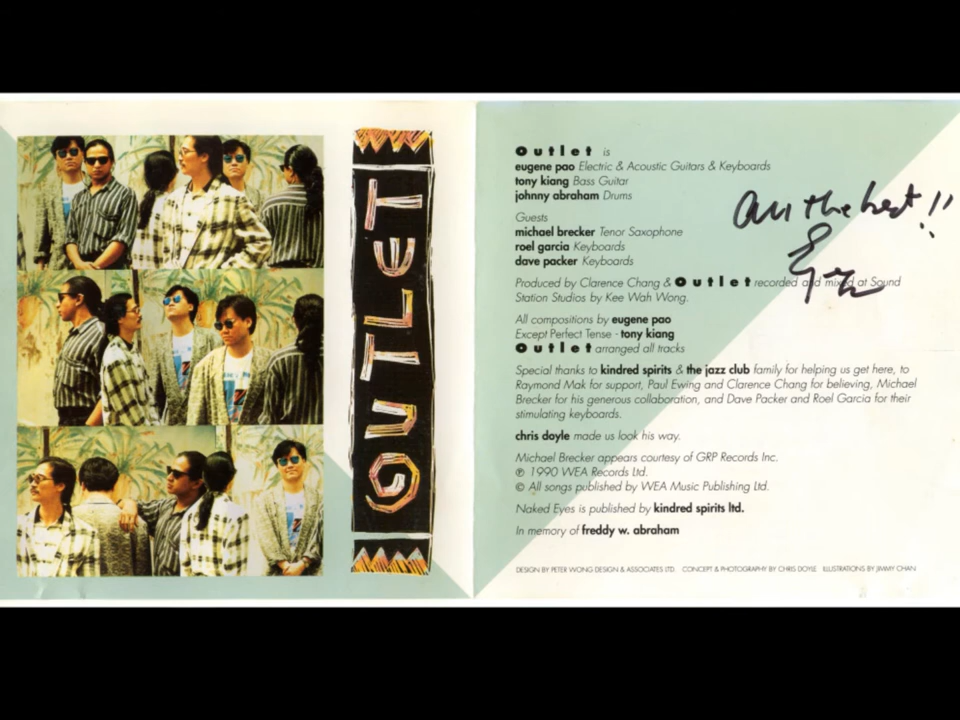 OUTLET
Outlet is
eugene pao Electric & Acoustic Guitars & Keyboards
tony kiang Bass Guitar
johnny abraham Drums
Guests
michael brecker Tenor Saxophone
roel garcia Keyboards
dave packer Keyboards
Produced by Clarence Chang & Outlet recorded and mixed at Sound
Station Studios by Kee Wah Wong.
All compositions by eugene pao
Except Perfect Tense - tony kiang
Outlet arranged all tracks
Special thanks to kindred spirits & the jazz club family for helping us get here, to
Raymond Mak for support, Paul Ewing and Clarence Chang for believing, Michael
Brecker for his generous collaboration, and Dave Packer and Roel Garcia for their
stimulating keyboards.
chris doyle made us look his way.
Michael Brecker appears courtesy of GRP Records Inc.
℗ 1990 WEA Records Ltd.
© All songs published by WEA Music Publishing Ltd.
Naked Eyes is published by kindred spirits ltd.
In memory of freddy w. abraham
DESIGN BY PETER WONG DESIGN & ASSOCIATES LTD. CONCEPT & PHOTOGRAPHY BY CHRIS DOYLE ILLUSTRATIONS BY JIMMY CHAN
All the best !!